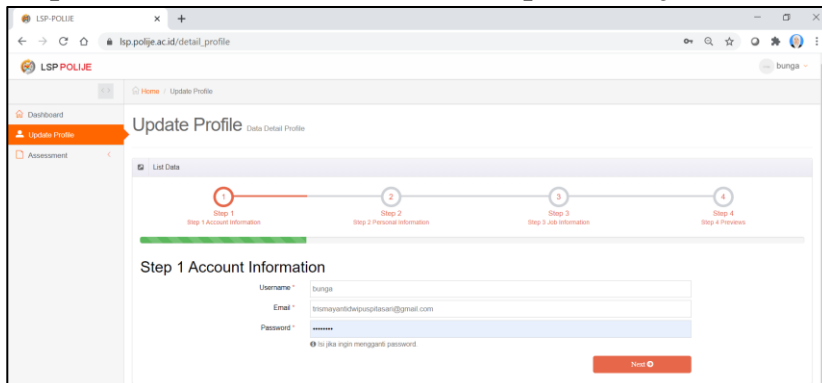 LSP-POLIJE
lsp.polije.ac.id/detail_profile
LSP POLIJE
bunga
Home / Update Profile
Dashboard
Update Profile
Assessment
Update Profile Data Detail Profile
List Data
1
2
3
4
Step 1
Step 2
Step 3
Step 4
Step 1 Account Information
Step 2 Personal Information
Step 3 Job Information
Step 4 Previews
Step 1 Account Information
Username * bunga
Email * trismayantidwipuspitasari@gmail.com
Password * ••••••••
Isi jika ingin mengganti password.
Next